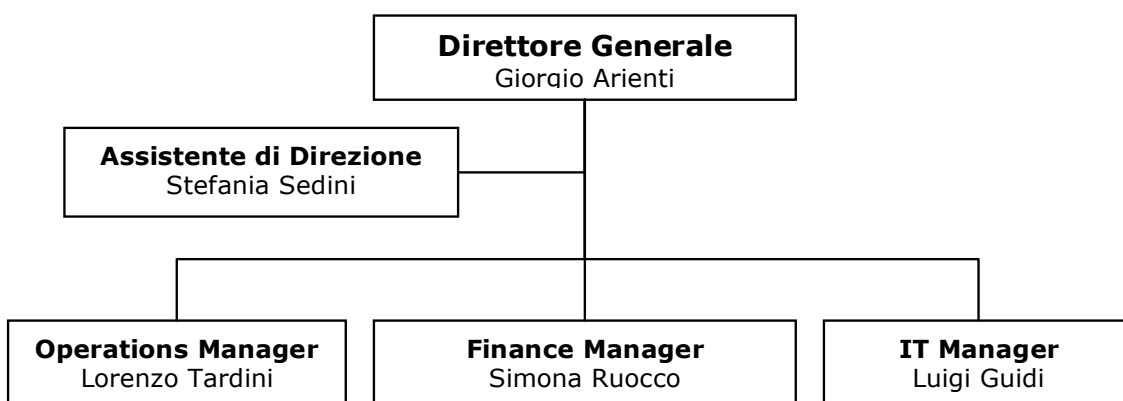 Direttore Generale
Giorgio Arienti
Assistente di Direzione
Stefania Sedini
Operations Manager
Lorenzo Tardini
Finance Manager
Simona Ruocco
IT Manager
Luigi Guidi